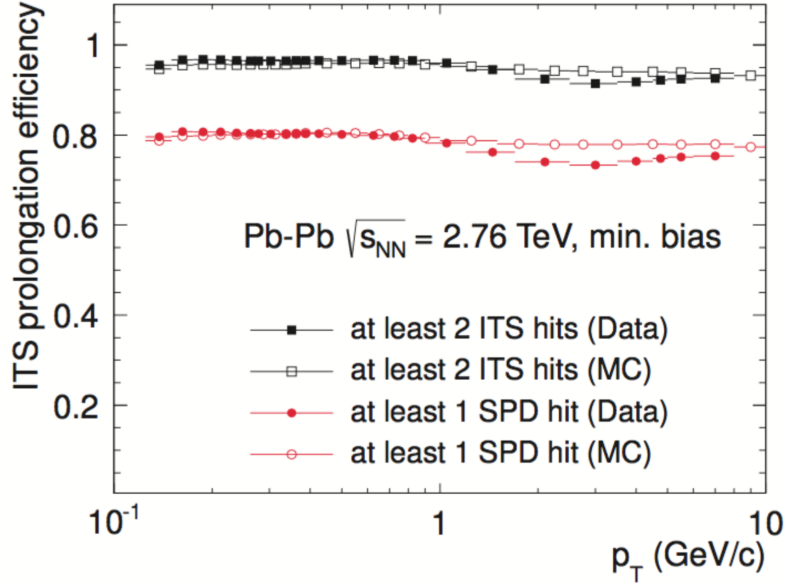 ITS prolongation efficiency
1
0.8
0.6
0.4
0.2
Pb-Pb √s_NN = 2.76 TeV, min. bias
at least 2 ITS hits (Data)
at least 2 ITS hits (MC)
at least 1 SPD hit (Data)
at least 1 SPD hit (MC)
10⁻¹ 1 10
p_T (GeV/c)